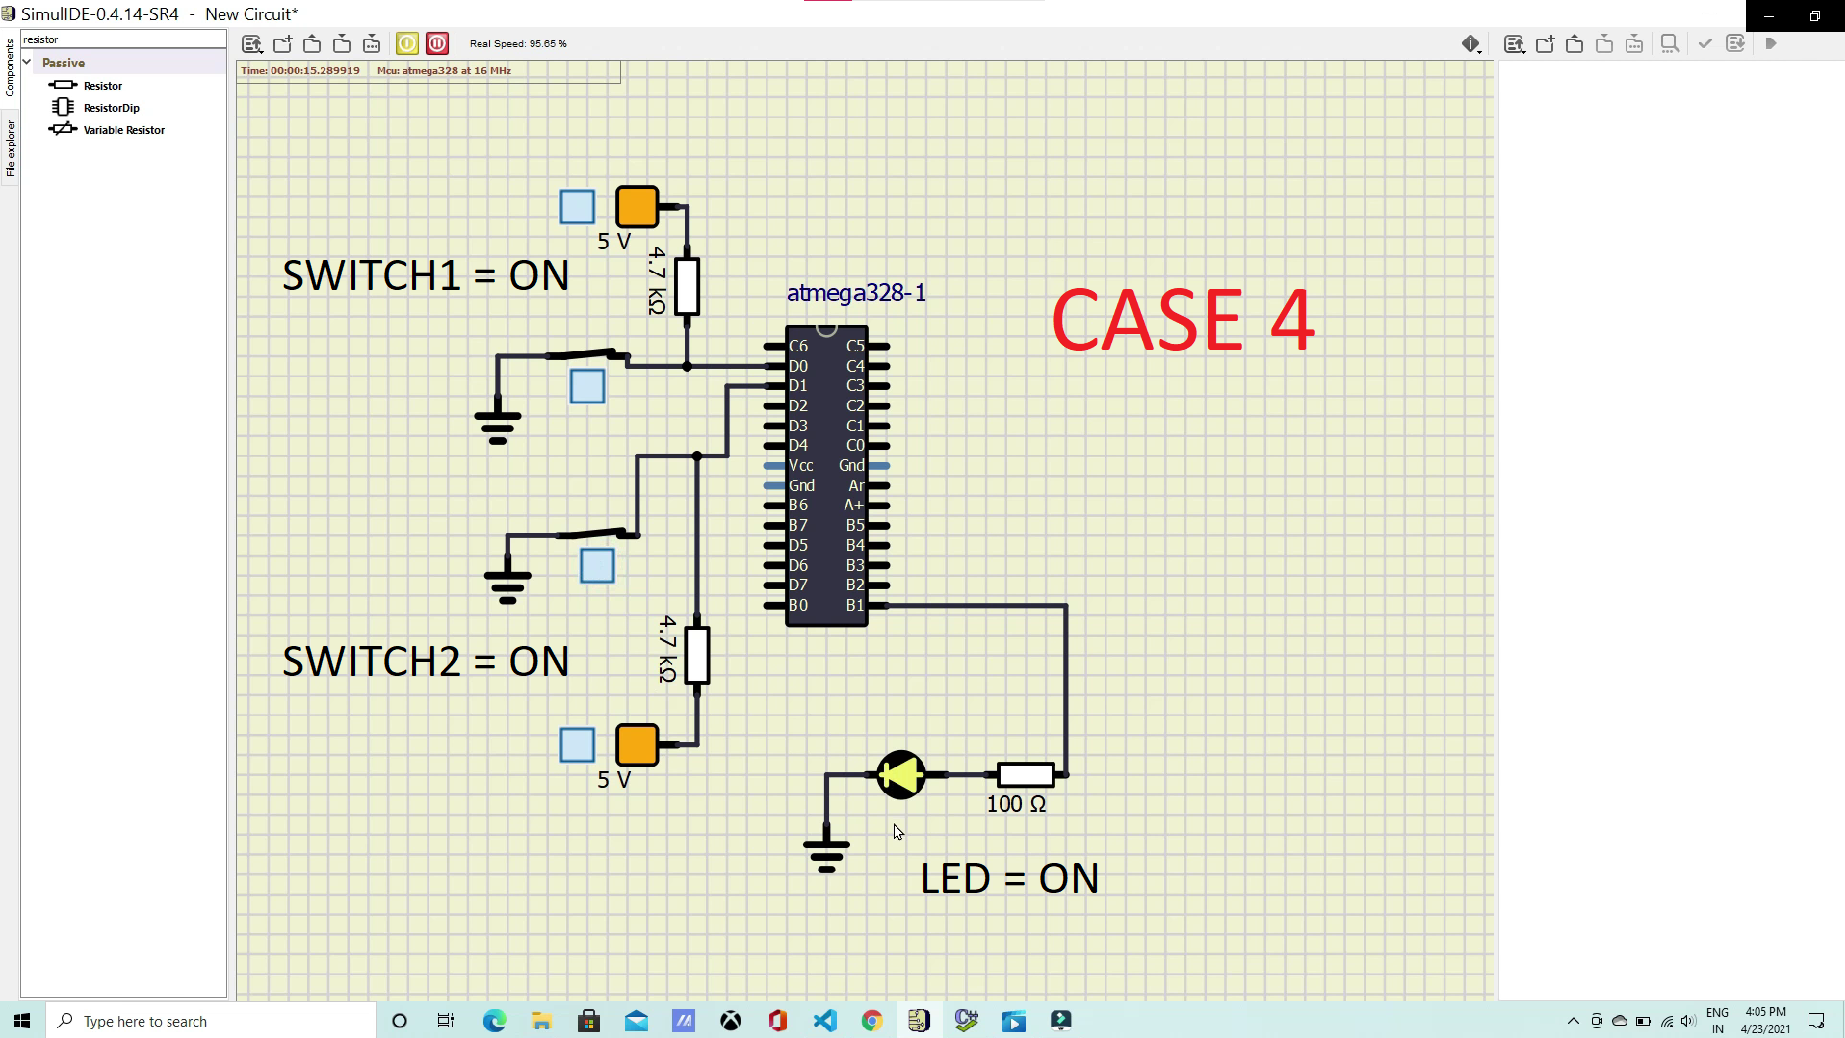 SimulIDE-0.4.14-SR4 - New Circuit*
resistor
Real Speed: 95.65 %
Components
File explorer
Passive
Resistor
ResistorDip
Variable Resistor
Time: 00:00:15.289919 Mcu: atmega328 at 16 MHz
5 V
SWITCH1 = ON
4.7 kΩ
atmega328-1
CASE 4
C6 C5
D0 C4
D1 C3
D2 C2
D3 C1
D4 C0
Vcc Gnd
Gnd Ar
B6 A+
B7 B5
D5 B4
D6 B3
D7 B2
B0 B1
SWITCH2 = ON
4.7 kΩ
5 V
100 Ω
LED = ON
Type here to search
ENG
IN
4:05 PM
4/23/2021